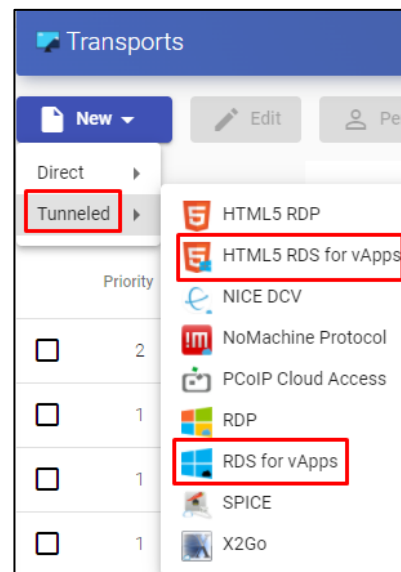 Transports
New
Edit
Pe
Direct
Tunneled
HTML5 RDP
HTML5 RDS for vApps
Priority
NICE DCV
2
NoMachine Protocol
PCoIP Cloud Access
1
RDP
1
RDS for vApps
SPICE
1
X2Go